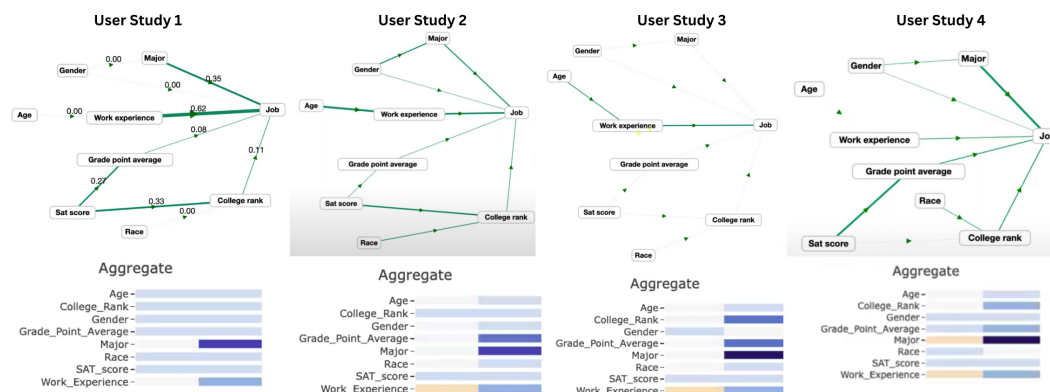 User Study 1
Major
0.00
0.35
Gender
0.00
Age
0.00
Work experience
0.62
Job
0.08
0.11
Grade point average
0.27
Sat score
0.33
College rank
0.00
Race
Aggregate
Age
College_Rank
Gender
Grade_Point_Average
Major
Race
SAT_score
Work_Experience
User Study 2
Major
Gender
Age
Work experience
Job
Grade point average
Sat score
College rank
Race
Aggregate
Age
College_Rank
Gender
Grade_Point_Average
Major
Race
SAT_score
Work_Experience
User Study 3
Major
Gender
Age
Work experience
Job
Grade point average
Sat score
College rank
Race
Aggregate
Age
College_Rank
Gender
Grade_Point_Average
Major
Race
SAT_score
Work_Experience
User Study 4
Major
Gender
Age
Work experience
Jo
Grade point average
Race
Sat score
College rank
Aggregate
Age
College_Rank
Gender
Grade_Point_Average
Major
Race
SAT_score
Work_Experience